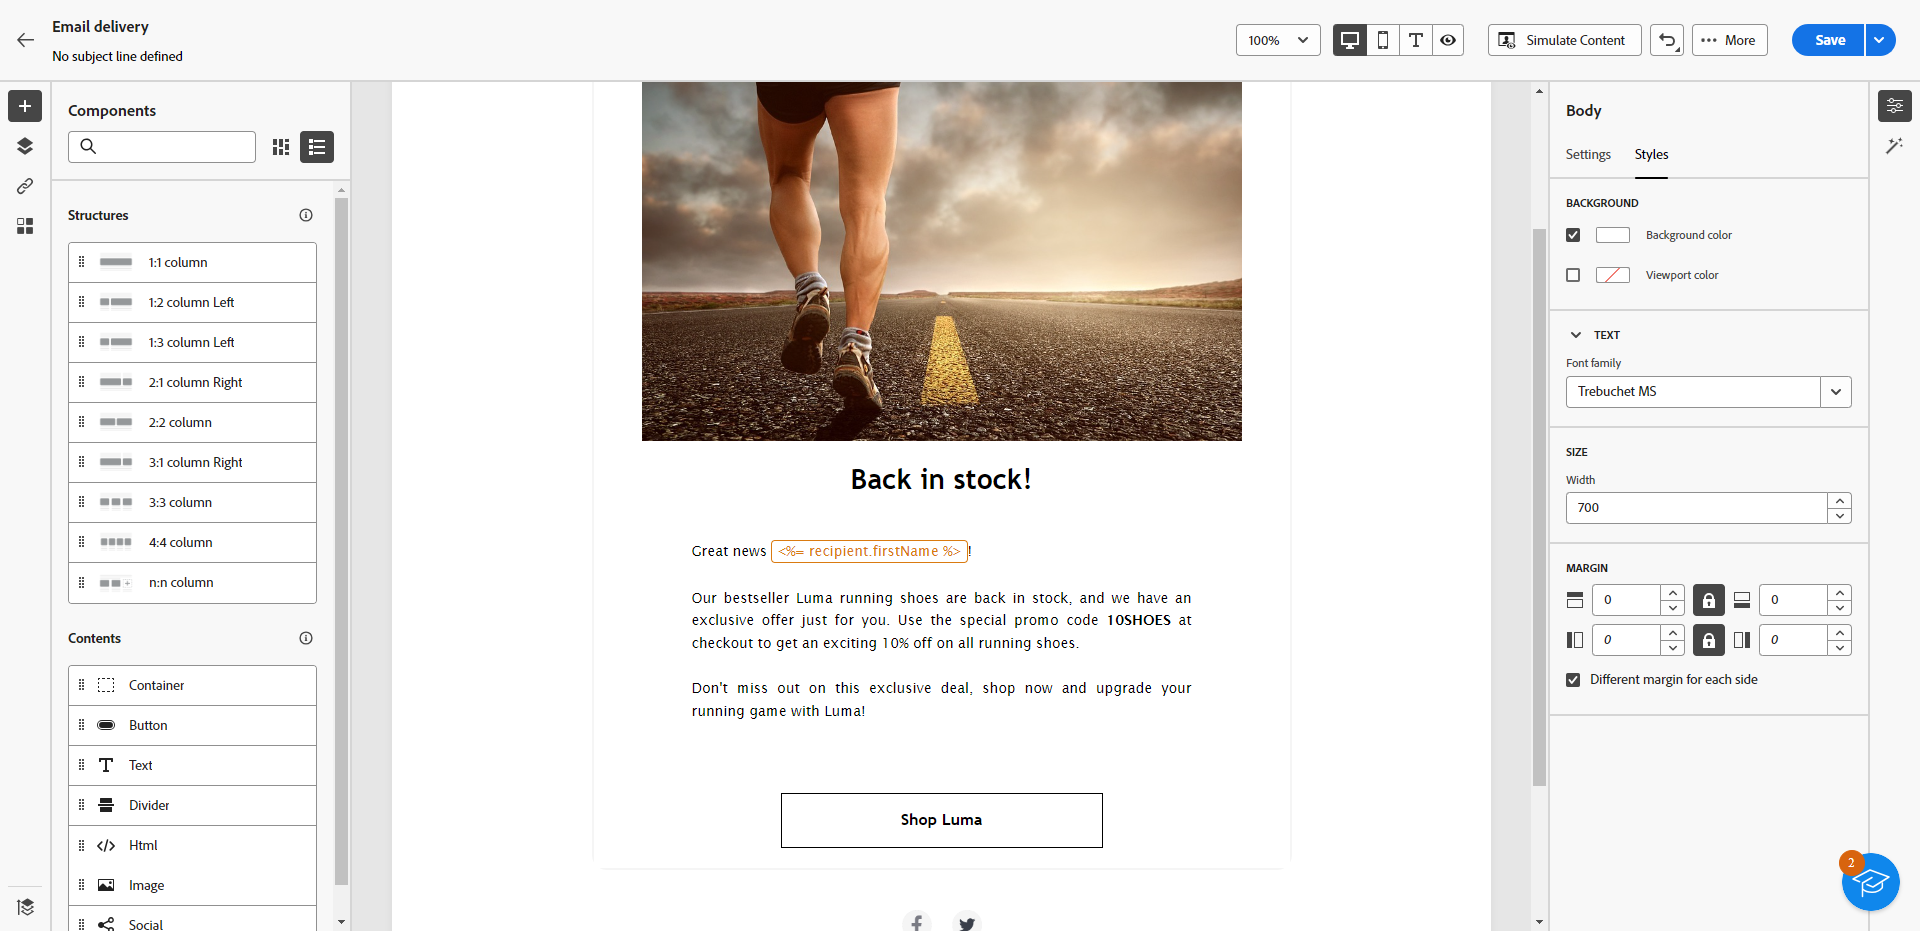 Email delivery
No subject line defined
100%
Simulate Content
More
Save
Components
Structures
1:1 column
1:2 column Left
1:3 column Left
2:1 column Right
2:2 column
3:1 column Right
3:3 column
4:4 column
n:n column
Contents
Container
Button
Text
Divider
Html
Image
Social
Back in stock!
Great news <%= recipient.firstName %>!
Our bestseller Luma running shoes are back in stock, and we have an
exclusive offer just for you. Use the special promo code 10SHOES at
checkout to get an exciting 10% off on all running shoes.
Don't miss out on this exclusive deal, shop now and upgrade your
running game with Luma!
Shop Luma
Body
Settings Styles
BACKGROUND
Background color
Viewport color
TEXT
Font family
Trebuchet MS
SIZE
Width
700
MARGIN
0 0
0 0
Different margin for each side
2